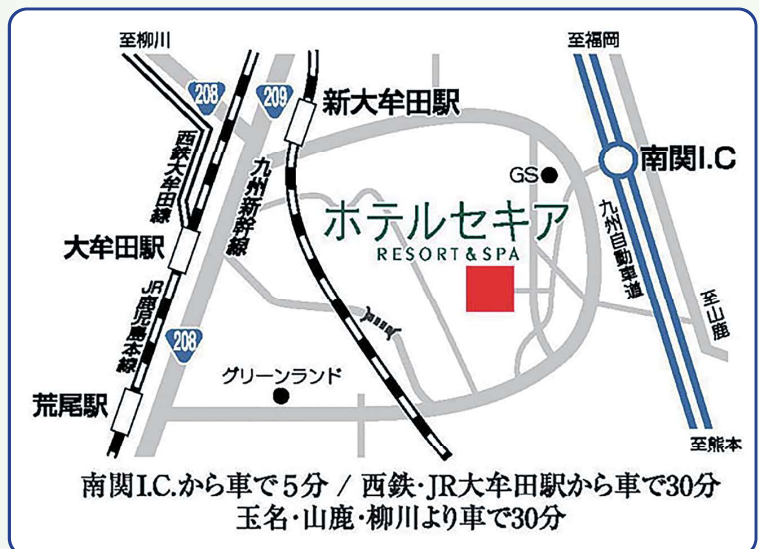 至柳川
至福岡
208
209
新大牟田駅
南関I.C
GS
西鉄大牟田線
九州新幹線
ホテルセキア
RESORT&SPA
九州自動車道
大牟田駅
至山鹿
JR鹿児島本線
208
グリーンランド
荒尾駅
至熊本
南関I.C.から車で5分 / 西鉄・JR大牟田駅から車で30分
玉名・山鹿・柳川より車で30分